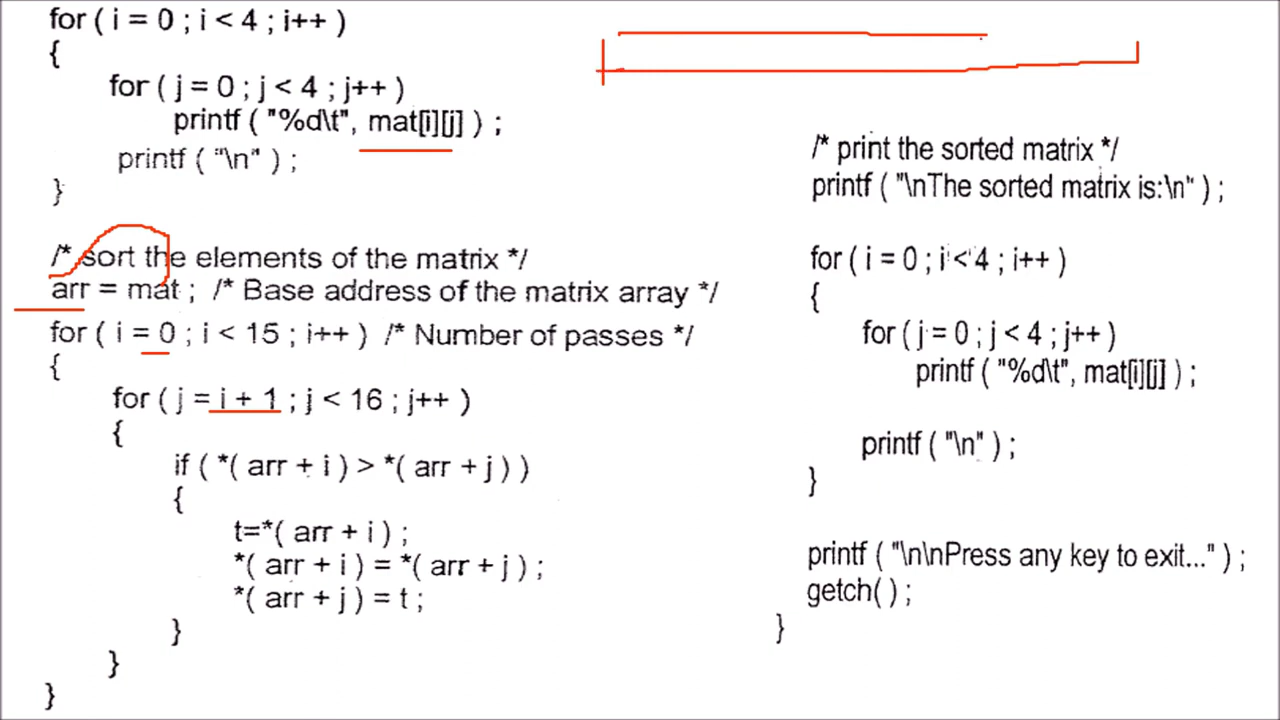 for ( i = 0 ; i < 4 ; i++ )
{
for ( j = 0 ; j < 4 ; j++ )
printf ( "%d\t", mat[i][j] ) ;
printf ( "\n" ) ;
}
/* sort the elements of the matrix */
arr = mat ; /* Base address of the matrix array */
for ( i = 0 ; i < 15 ; i++ ) /* Number of passes */
{
for ( j = i + 1 ; j < 16 ; j++ )
{
if ( *( arr + i ) > *( arr + j ) )
{
t=*( arr + i ) ;
*( arr + i ) = *( arr + j ) ;
*( arr + j ) = t ;
}
}
}
/* print the sorted matrix */
printf ( "\nThe sorted matrix is:\n" ) ;
for ( i = 0 ; i < 4 ; i++ )
{
for ( j = 0 ; j < 4 ; j++ )
printf ( "%d\t", mat[i][j] ) ;
printf ( "\n" ) ;
}
printf ( "\n\nPress any key to exit..." ) ;
getch( ) ;
}